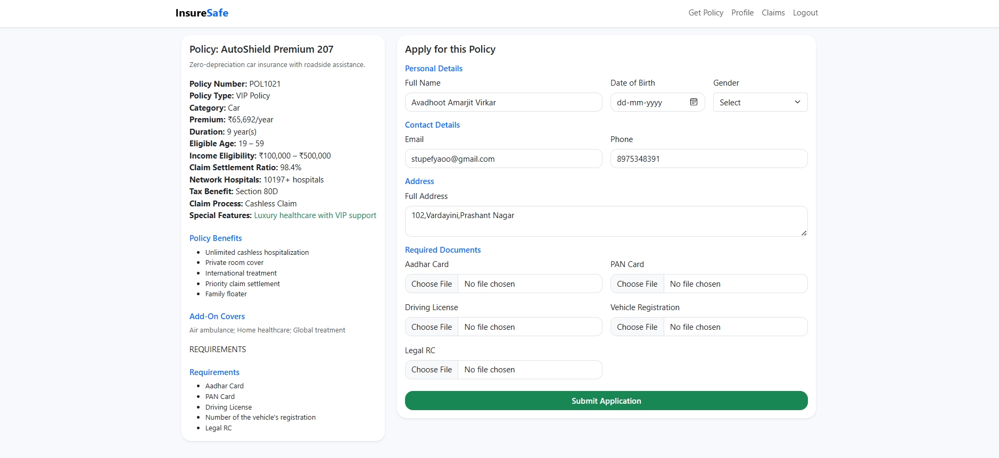 InsureSafe
Get Policy Profile Claims Logout
Policy: AutoShield Premium 207
Zero-depreciation car insurance with roadside assistance.
Policy Number: POL1021
Policy Type: VIP Policy
Category: Car
Premium: ₹65,692/year
Duration: 9 year(s)
Eligible Age: 19 – 59
Income Eligibility: ₹100,000 – ₹500,000
Claim Settlement Ratio: 98.4%
Network Hospitals: 10197+ hospitals
Tax Benefit: Section 80D
Claim Process: Cashless Claim
Special Features: Luxury healthcare with VIP support
Policy Benefits
Unlimited cashless hospitalization
Private room cover
International treatment
Priority claim settlement
Family floater
Add-On Covers
Air ambulance; Home healthcare; Global treatment
REQUIREMENTS
Requirements
Aadhar Card
PAN Card
Driving License
Number of the vehicle's registration
Legal RC
Apply for this Policy
Personal Details
Full Name Date of Birth Gender
Avadhoot Amarjit Virkar dd-mm-yyyy Select
Contact Details
Email Phone
stupefyaoo@gmail.com 8975348391
Address
Full Address
102,Vardayini,Prashant Nagar
Required Documents
Aadhar Card PAN Card
Choose File No file chosen Choose File No file chosen
Driving License Vehicle Registration
Choose File No file chosen Choose File No file chosen
Legal RC
Choose File No file chosen
Submit Application